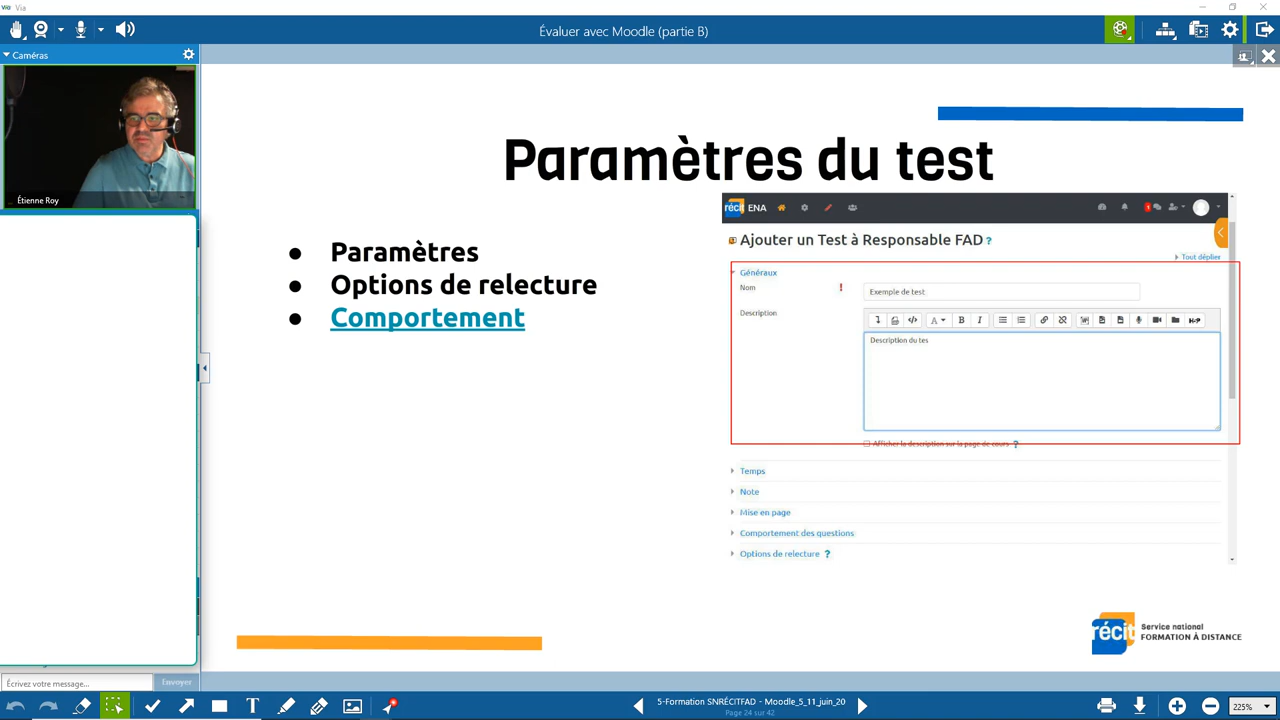 Via
Via
Évaluer avec Moodle (partie B)
Caméras
Étienne Roy
Paramètres du test
● Paramètres
● Options de relecture
● Comportement
récit ENA
Ajouter un Test à Responsable FAD ?
Tout déplier
Généraux
Nom
Exemple de test
Description
Description du tes
Afficher la description sur la page de cours ?
Temps
Note
Mise en page
Comportement des questions
Options de relecture ?
récit
Service national
FORMATION À DISTANCE
Écrivez votre message...
Envoyer
5-Formation SNRÉCITFAD - Moodle_5_11_juin_20
Page 24 sur 42
225%